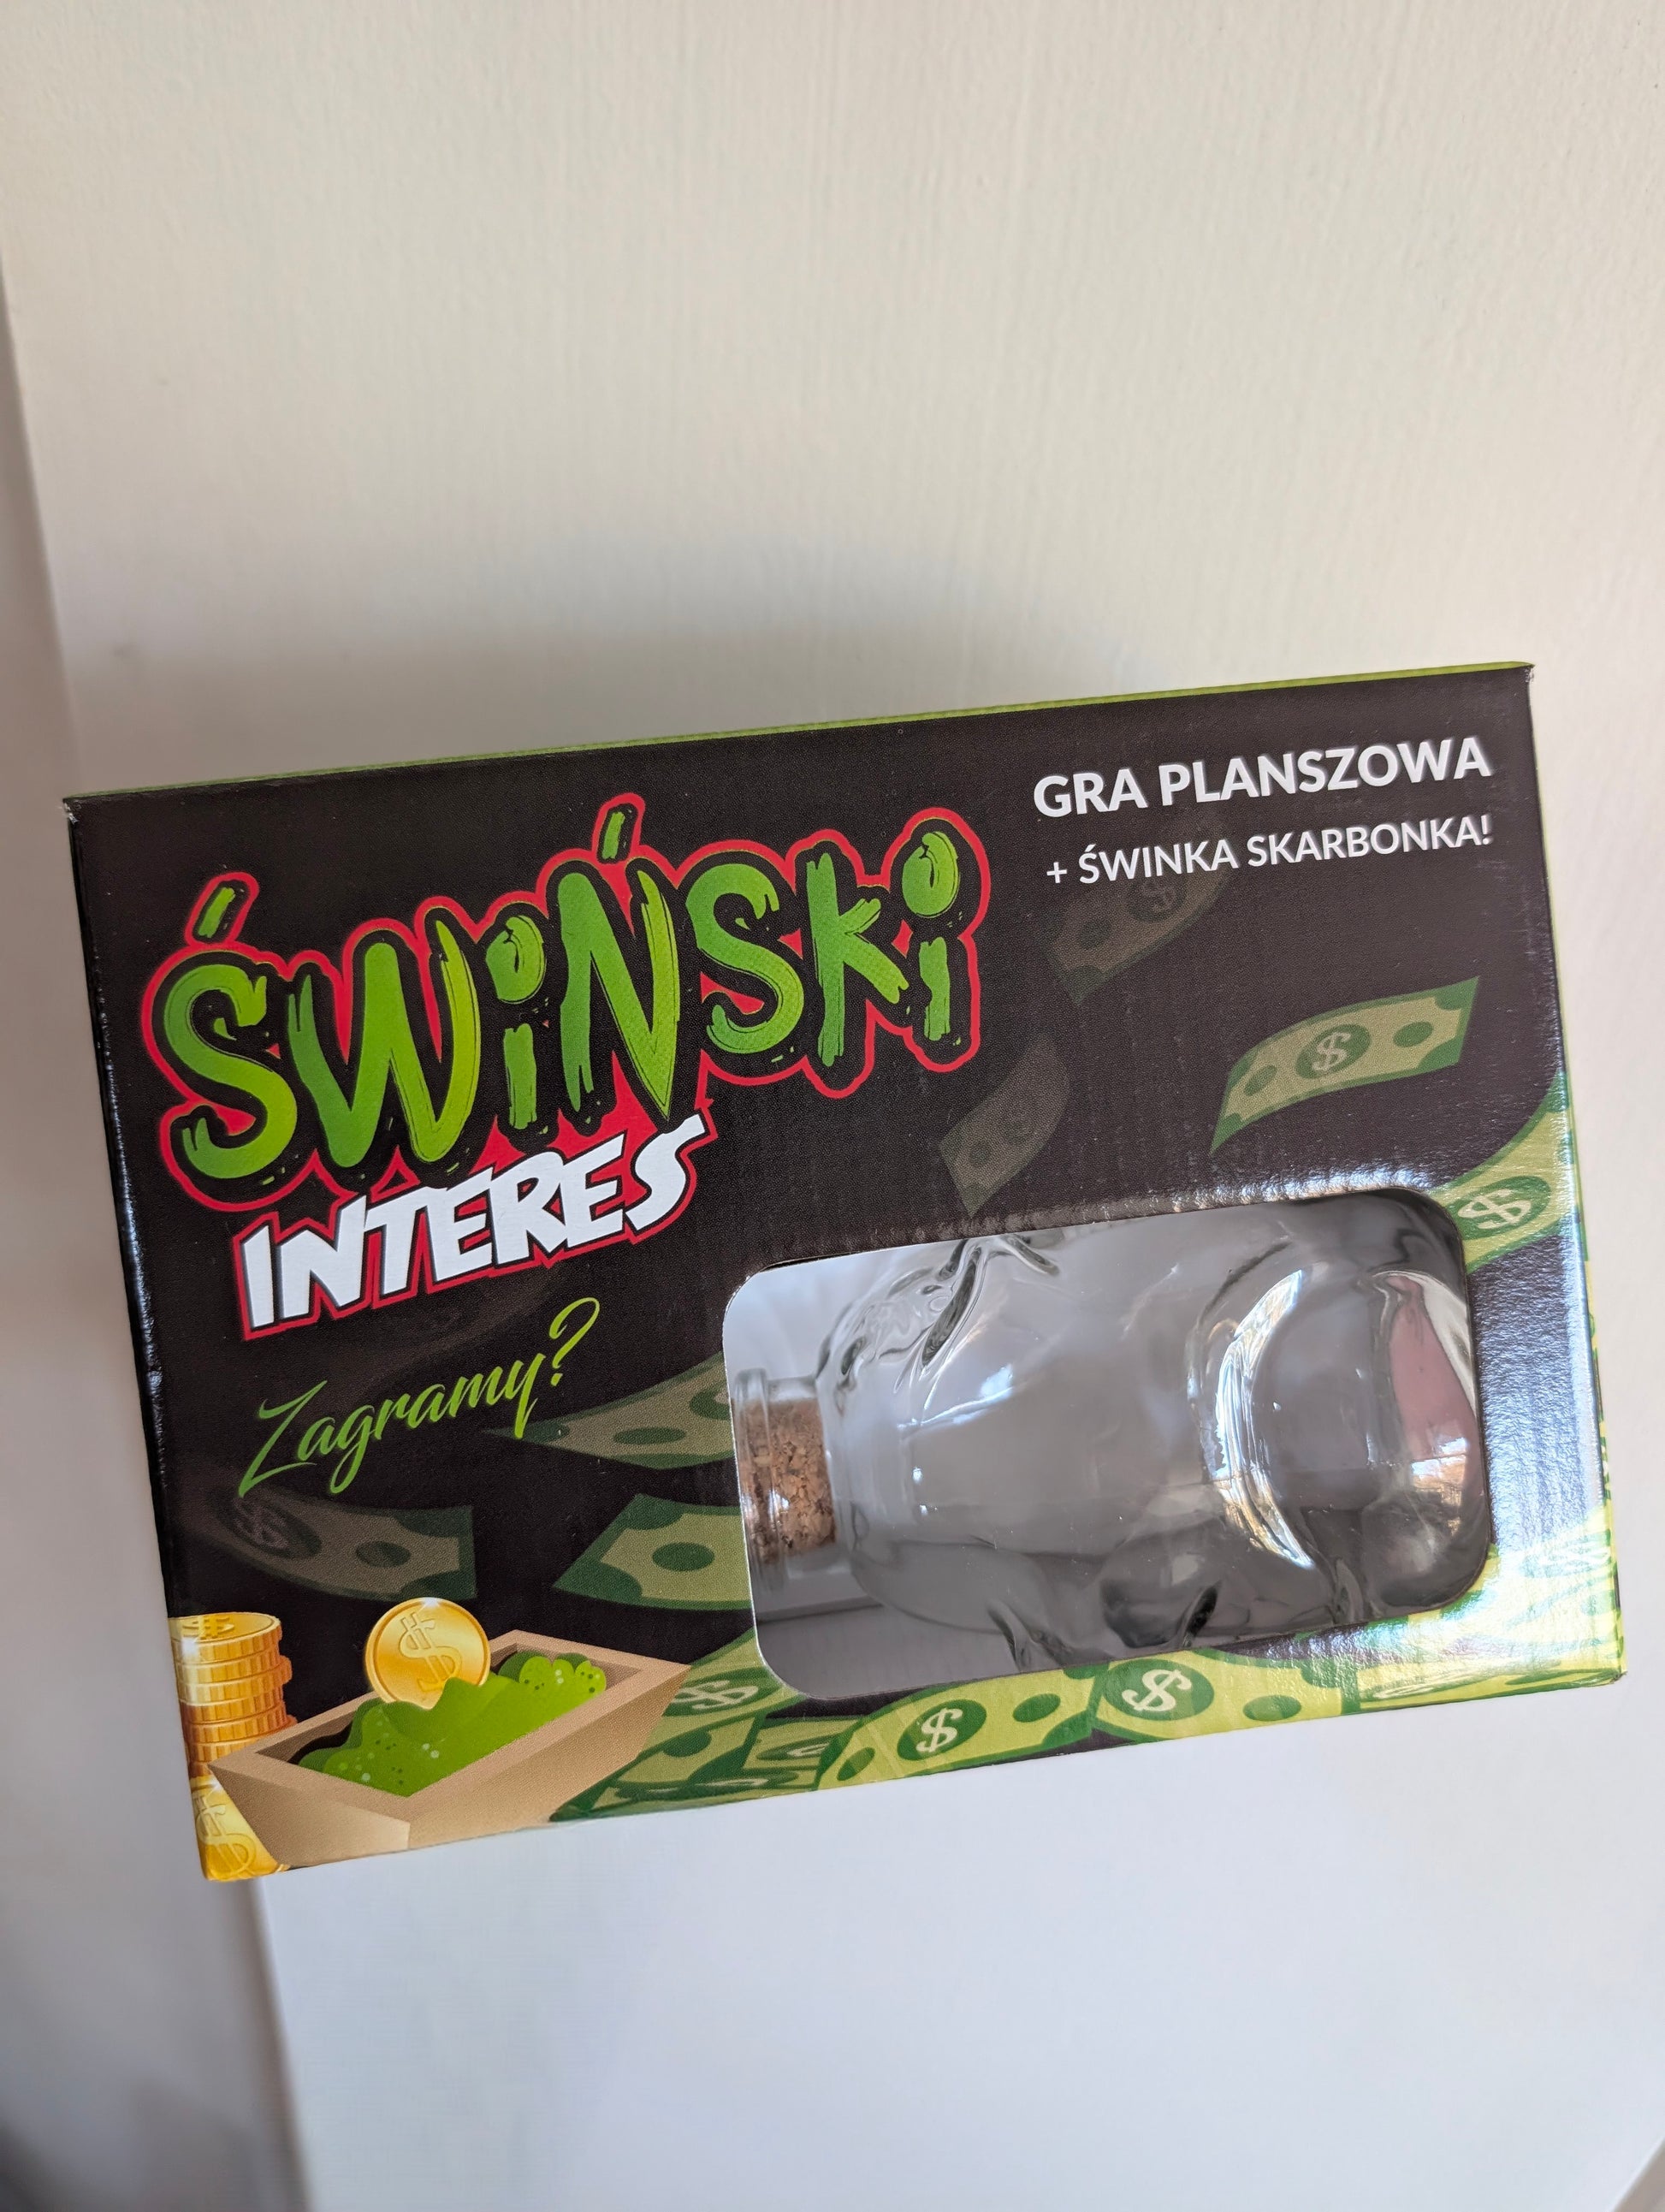 GRA PLANSZOWA
+ ŚWINKA SKARBONKA!
ŚWIŃSKI
INTERES
Zagramy?